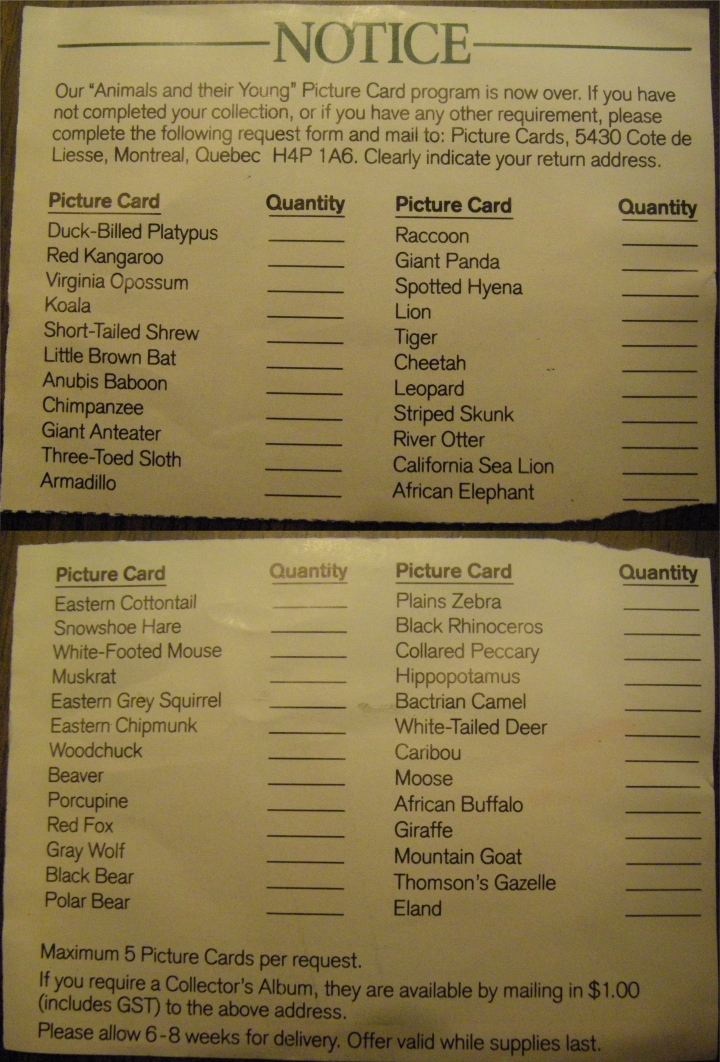 NOTICE
Our "Animals and their Young" Picture Card program is now over. If you have
not completed your collection, or if you have any other requirement, please
complete the following request form and mail to: Picture Cards, 5430 Cote de
Liesse, Montreal, Quebec H4P 1A6. Clearly indicate your return address.
Picture Card Quantity
Duck-Billed Platypus
Red Kangaroo
Virginia Opossum
Koala
Short-Tailed Shrew
Little Brown Bat
Anubis Baboon
Chimpanzee
Giant Anteater
Three-Toed Sloth
Armadillo
Picture Card Quantity
Raccoon
Giant Panda
Spotted Hyena
Lion
Tiger
Cheetah
Leopard
Striped Skunk
River Otter
California Sea Lion
African Elephant
Picture Card Quantity
Eastern Cottontail
Snowshoe Hare
White-Footed Mouse
Muskrat
Eastern Grey Squirrel
Eastern Chipmunk
Woodchuck
Beaver
Porcupine
Red Fox
Gray Wolf
Black Bear
Polar Bear
Picture Card Quantity
Plains Zebra
Black Rhinoceros
Collared Peccary
Hippopotamus
Bactrian Camel
White-Tailed Deer
Caribou
Moose
African Buffalo
Giraffe
Mountain Goat
Thomson's Gazelle
Eland
Maximum 5 Picture Cards per request.
If you require a Collector's Album, they are available by mailing in $1.00
(includes GST) to the above address.
Please allow 6-8 weeks for delivery. Offer valid while supplies last.